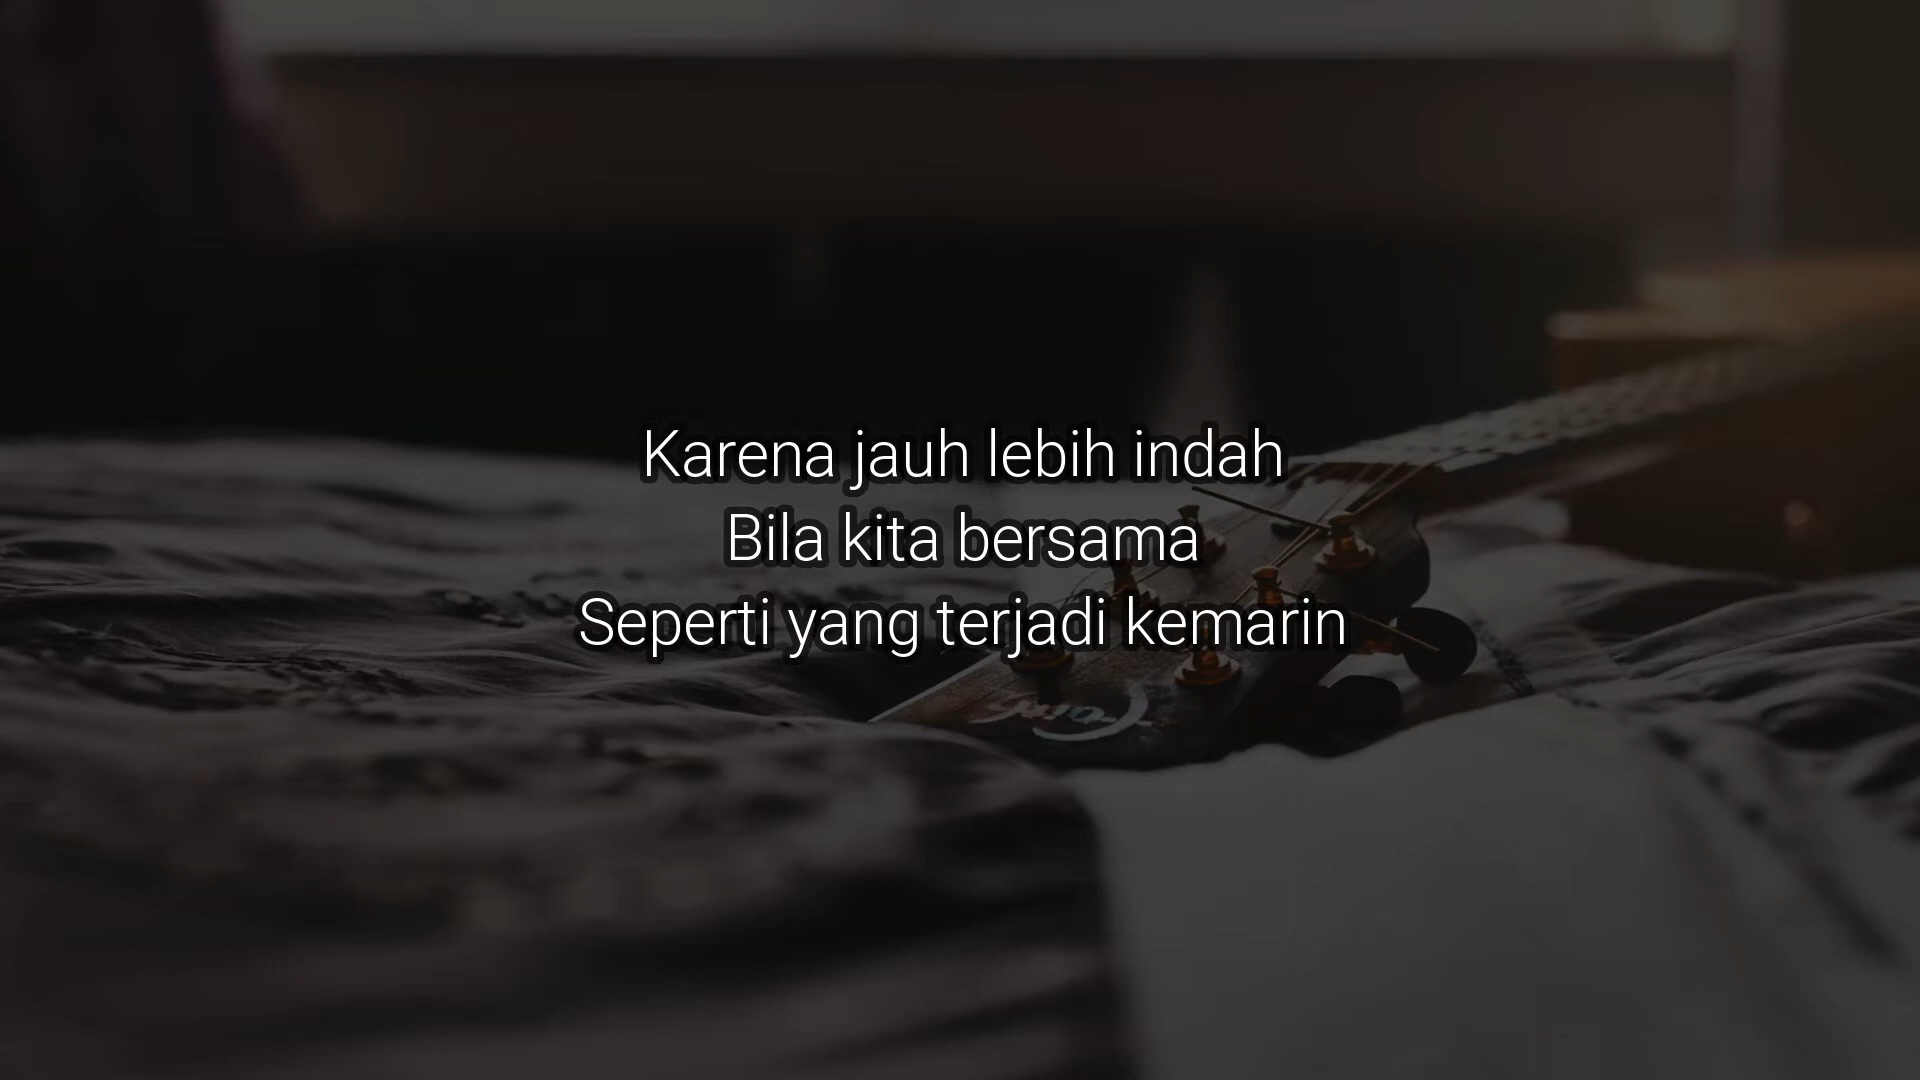 Karena jauh lebih indah
Bila kita bersama
Seperti yang terjadi kemarin